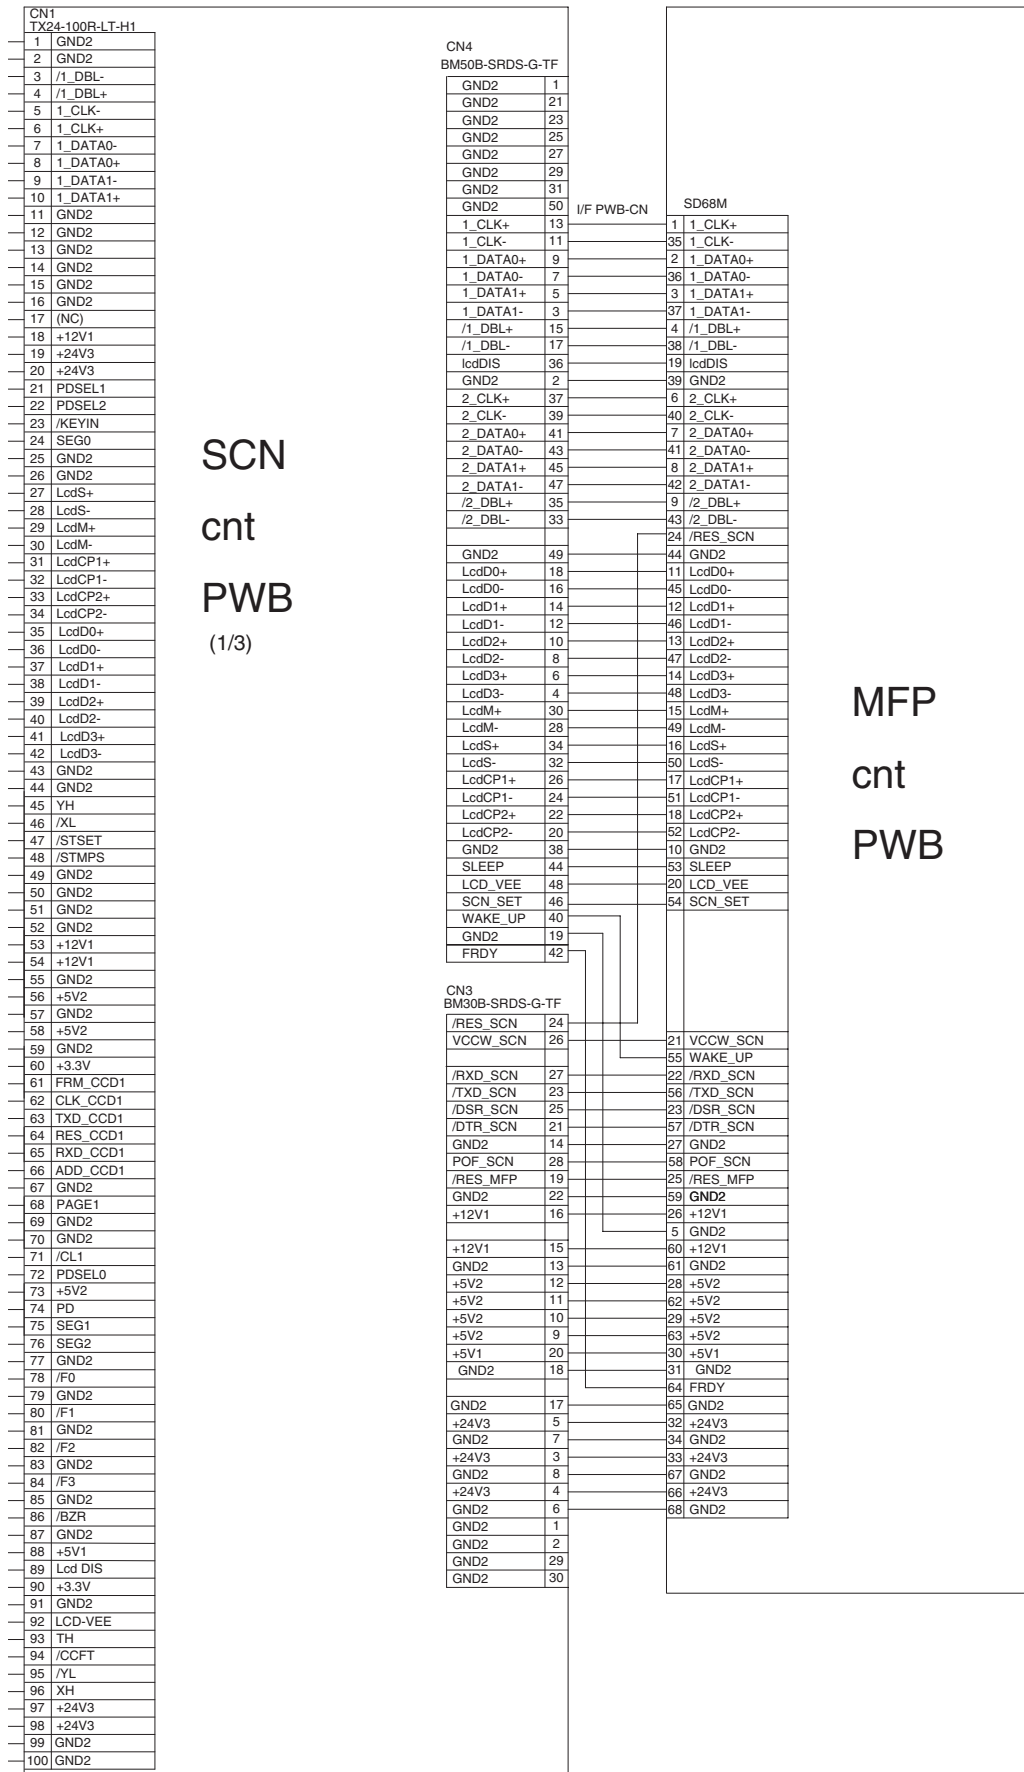 CN1
TX24-100R-LT-H1
1 GND2
2 GND2
3 /1_DBL-
4 /1_DBL+
5 1_CLK-
6 1_CLK+
7 1_DATA0-
8 1_DATA0+
9 1_DATA1-
10 1_DATA1+
11 GND2
12 GND2
13 GND2
14 GND2
15 GND2
16 GND2
17 (NC)
18 +12V1
19 +24V3
20 +24V3
21 PDSEL1
22 PDSEL2
23 /KEYIN
24 SEG0
25 GND2
26 GND2
27 LcdS+
28 LcdS-
29 LcdM+
30 LcdM-
31 LcdCP1+
32 LcdCP1-
33 LcdCP2+
34 LcdCP2-
35 LcdD0+
36 LcdD0-
37 LcdD1+
38 LcdD1-
39 LcdD2+
40 LcdD2-
41 LcdD3+
42 LcdD3-
43 GND2
44 GND2
45 YH
46 /XL
47 /STSET
48 /STMPS
49 GND2
50 GND2
51 GND2
52 GND2
53 +12V1
54 +12V1
55 GND2
56 +5V2
57 GND2
58 +5V2
59 GND2
60 +3.3V
61 FRM_CCD1
62 CLK_CCD1
63 TXD_CCD1
64 RES_CCD1
65 RXD_CCD1
66 ADD_CCD1
67 GND2
68 PAGE1
69 GND2
70 GND2
71 /CL1
72 PDSEL0
73 +5V2
74 PD
75 SEG1
76 SEG2
77 GND2
78 /F0
79 GND2
80 /F1
81 GND2
82 /F2
83 GND2
84 /F3
85 GND2
86 /BZR
87 GND2
88 +5V1
89 Lcd DIS
90 +3.3V
91 GND2
92 LCD-VEE
93 TH
94 /CCFT
95 /YL
96 XH
97 +24V3
98 +24V3
99 GND2
100 GND2
SCN
cnt
PWB
(1/3)
CN4
BM50B-SRDS-G-TF
GND2 1
GND2 21
GND2 23
GND2 25
GND2 27
GND2 29
GND2 31
GND2 50
1_CLK+ 13
1_CLK- 11
1_DATA0+ 9
1_DATA0- 7
1_DATA1+ 5
1_DATA1- 3
/1_DBL+ 15
/1_DBL- 17
lcdDIS 36
GND2 2
2_CLK+ 37
2_CLK- 39
2_DATA0+ 41
2_DATA0- 43
2_DATA1+ 45
2_DATA1- 47
/2_DBL+ 35
/2_DBL- 33
GND2 49
LcdD0+ 18
LcdD0- 16
LcdD1+ 14
LcdD1- 12
LcdD2+ 10
LcdD2- 8
LcdD3+ 6
LcdD3- 4
LcdM+ 30
LcdM- 28
LcdS+ 34
LcdS- 32
LcdCP1+ 26
LcdCP1- 24
LcdCP2+ 22
LcdCP2- 20
GND2 38
SLEEP 44
LCD_VEE 48
SCN_SET 46
WAKE_UP 40
GND2 19
FRDY 42
CN3
BM30B-SRDS-G-TF
/RES_SCN 24
VCCW_SCN 26
/RXD_SCN 27
/TXD_SCN 23
/DSR_SCN 25
/DTR_SCN 21
GND2 14
POF_SCN 28
/RES_MFP 19
GND2 22
+12V1 16
+12V1 15
GND2 13
+5V2 12
+5V2 11
+5V2 10
+5V2 9
+5V1 20
GND2 18
GND2 17
+24V3 5
GND2 7
+24V3 3
GND2 8
+24V3 4
GND2 6
GND2 1
GND2 2
GND2 29
GND2 30
I/F PWB-CN
SD68M
1 1_CLK+
35 1_CLK-
2 1_DATA0+
36 1_DATA0-
3 1_DATA1+
37 1_DATA1-
4 /1_DBL+
38 /1_DBL-
19 lcdDIS
39 GND2
6 2_CLK+
40 2_CLK-
7 2_DATA0+
41 2_DATA0-
8 2_DATA1+
42 2_DATA1-
9 /2_DBL+
43 /2_DBL-
24 /RES_SCN
44 GND2
11 LcdD0+
45 LcdD0-
12 LcdD1+
46 LcdD1-
13 LcdD2+
47 LcdD2-
14 LcdD3+
48 LcdD3-
15 LcdM+
49 LcdM-
16 LcdS+
50 LcdS-
17 LcdCP1+
51 LcdCP1-
18 LcdCP2+
52 LcdCP2-
10 GND2
53 SLEEP
20 LCD_VEE
54 SCN_SET
21 VCCW_SCN
55 WAKE_UP
22 /RXD_SCN
56 /TXD_SCN
23 /DSR_SCN
57 /DTR_SCN
27 GND2
58 POF_SCN
25 /RES_MFP
59 GND2
26 +12V1
5 GND2
60 +12V1
61 GND2
28 +5V2
62 +5V2
29 +5V2
63 +5V2
30 +5V1
31 GND2
64 FRDY
65 GND2
32 +24V3
34 GND2
33 +24V3
67 GND2
66 +24V3
68 GND2
MFP
cnt
PWB